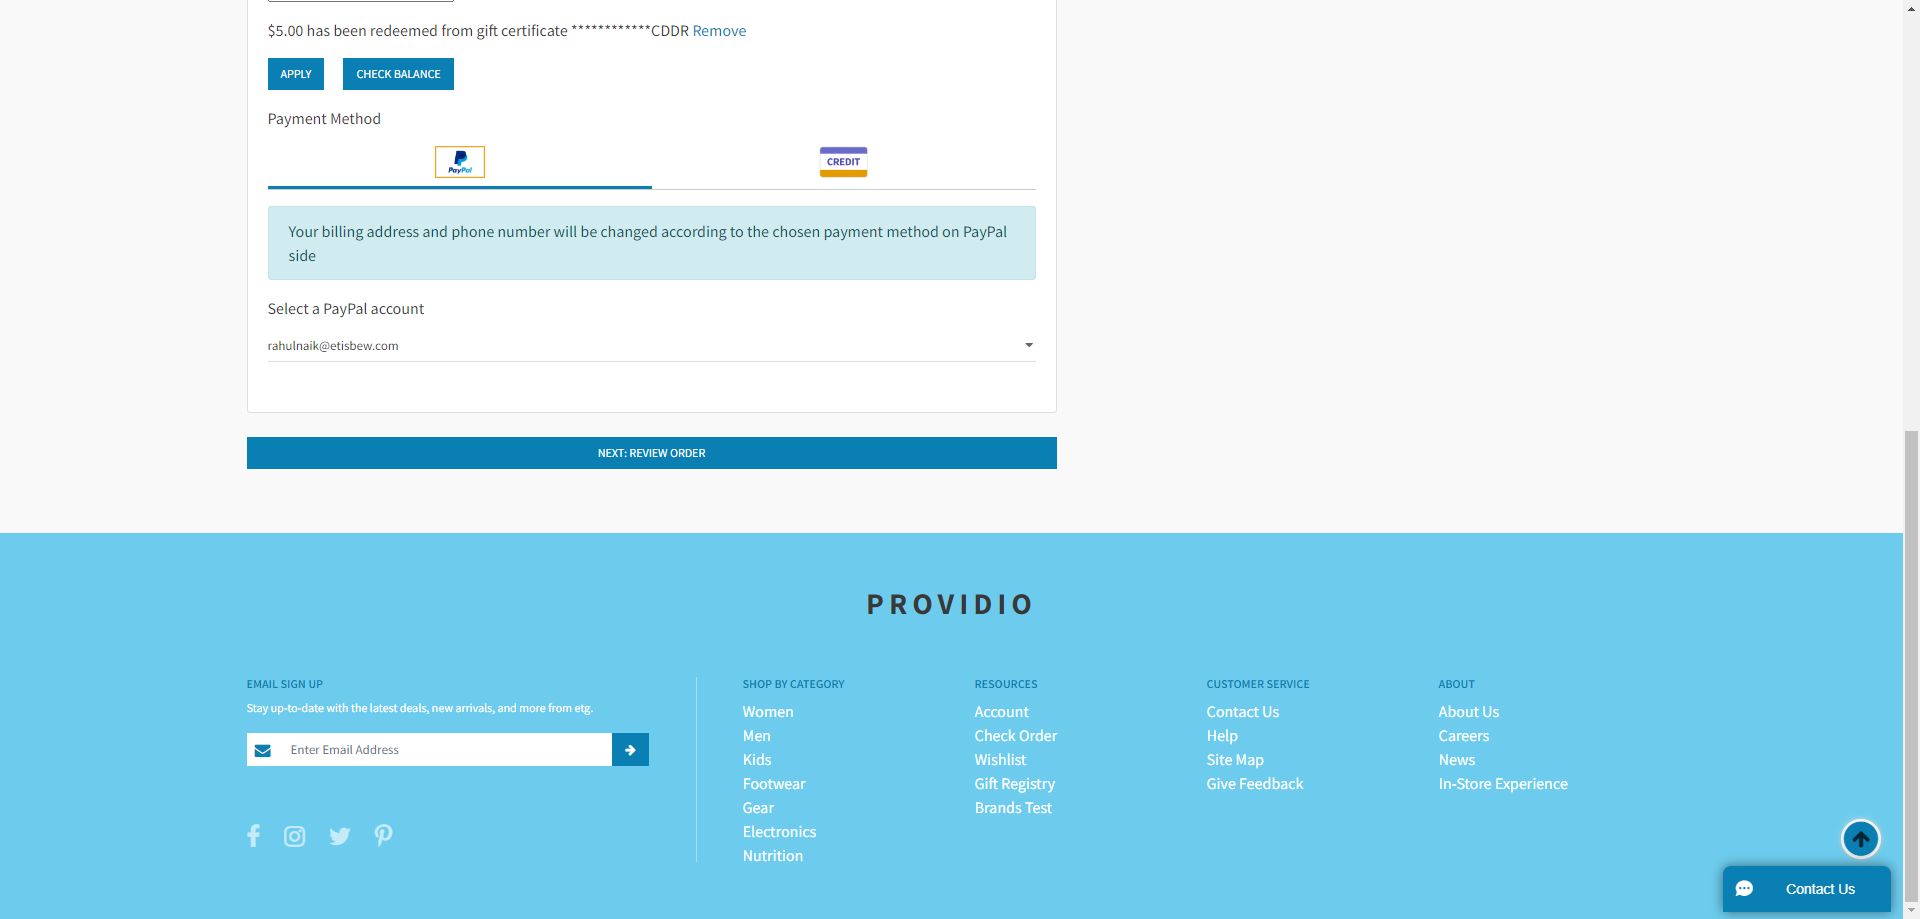 $5.00 has been redeemed from gift certificate ************CDDR Remove
APPLY
CHECK BALANCE
Payment Method
PayPal
CREDIT
Your billing address and phone number will be changed according to the chosen payment method on PayPal
side
Select a PayPal account
rahulnaik@etisbew.com
NEXT: REVIEW ORDER
PROVIDIO
EMAIL SIGN UP
Stay up-to-date with the latest deals, new arrivals, and more from etg.
Enter Email Address
SHOP BY CATEGORY
Women
Men
Kids
Footwear
Gear
Electronics
Nutrition
RESOURCES
Account
Check Order
Wishlist
Gift Registry
Brands Test
CUSTOMER SERVICE
Contact Us
Help
Site Map
Give Feedback
ABOUT
About Us
Careers
News
In-Store Experience
Contact Us